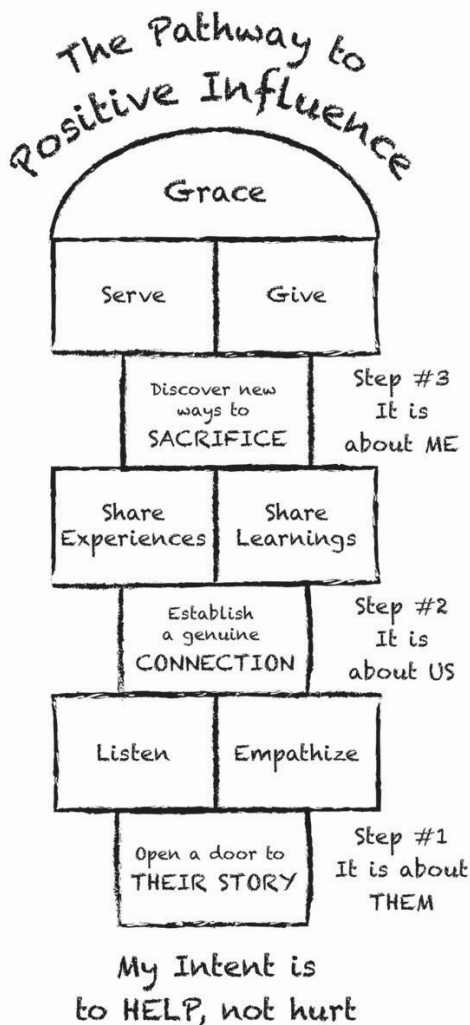 The Pathway to
Positive Influence
Grace
Serve
Give
Discover new
ways to
SACRIFICE
Step #3
It is
about ME
Share
Experiences
Share
Learnings
Establish
a genuine
CONNECTION
Step #2
It is
about US
Listen
Empathize
Open a door to
THEIR STORY
Step #1
It is about
THEM
My Intent is
to HELP, not hurt